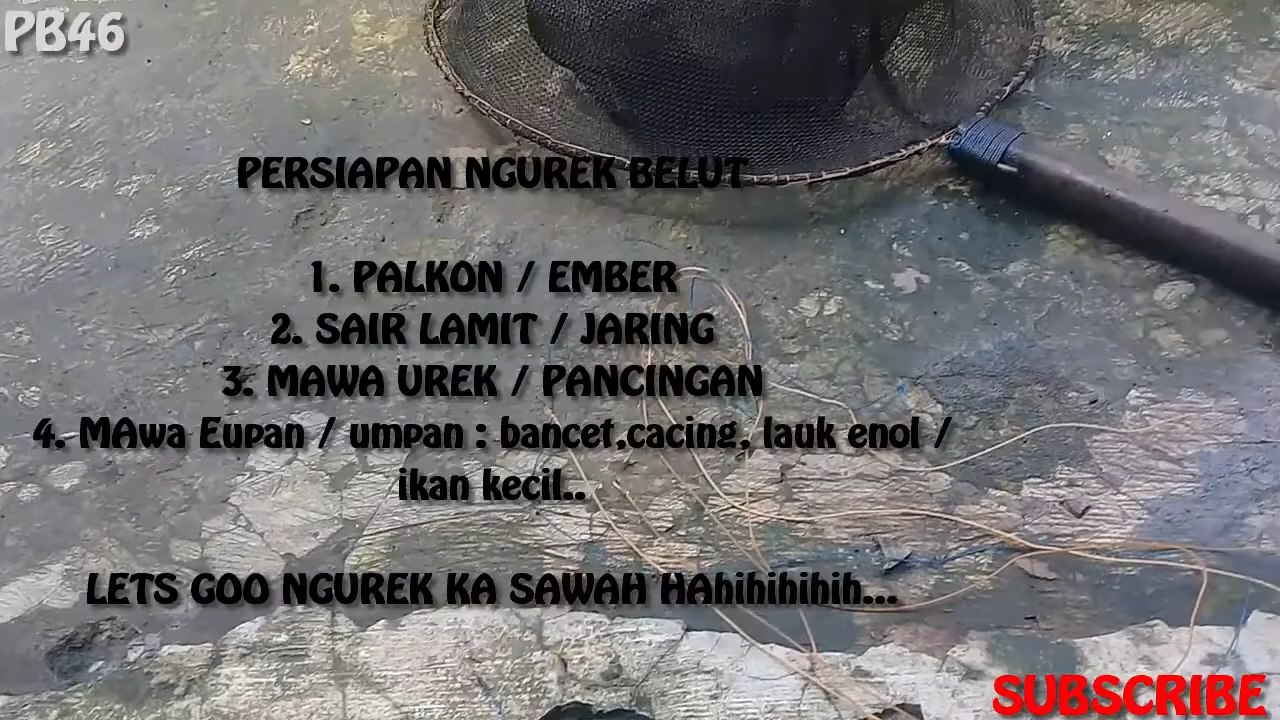 PB46
PERSIAPAN NGUREK BELUT
1. PALKON / EMBER
2. SAIR LAMIT / JARING
3. MAWA UREK / PANCINGAN
4. MAwa Eupan / umpan : bancet,cacing, lauk enol /
ikan kecil..
LETS GOO NGUREK KA SAWAH HAhihihihih...
SUBSCRIBE